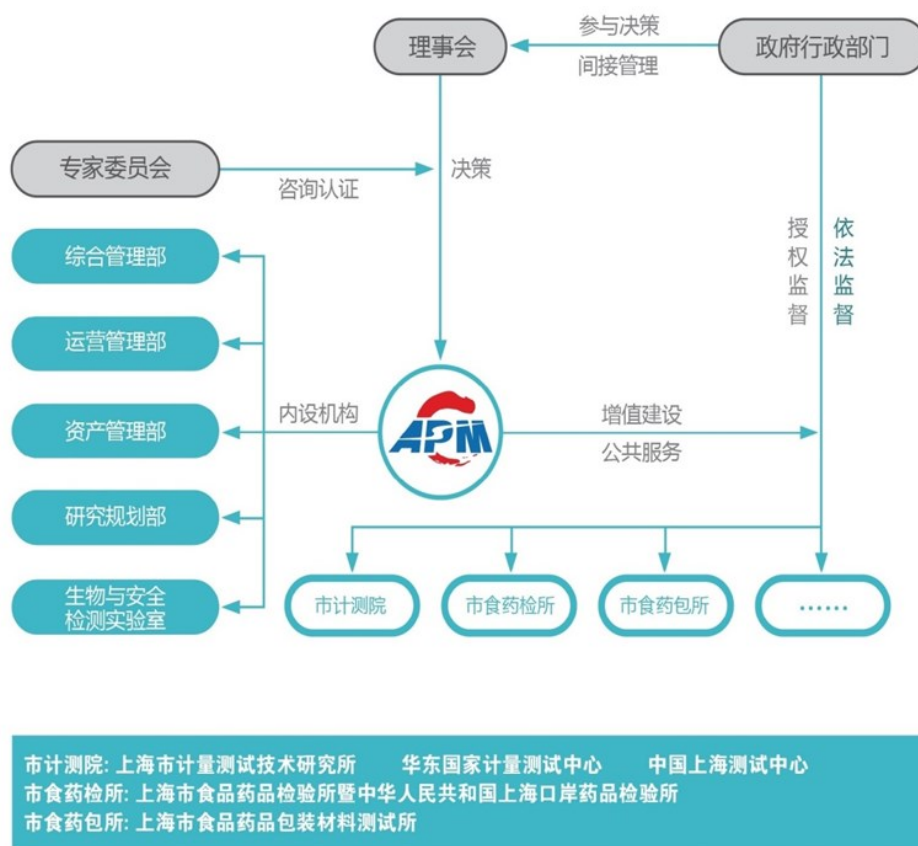 理事会
参与决策
间接管理
政府行政部门
专家委员会
咨询认证
决策
授权监督
依法监督
综合管理部
运营管理部
资产管理部
研究规划部
生物与安全
检测实验室
内设机构
APM
增值建设
公共服务
市计测院
市食药检所
市食药包所
......
市计测院: 上海市计量测试技术研究所 华东国家计量测试中心 中国上海测试中心
市食药检所: 上海市食品药品检验所暨中华人民共和国上海口岸药品检验所
市食药包所: 上海市食品药品包装材料测试所